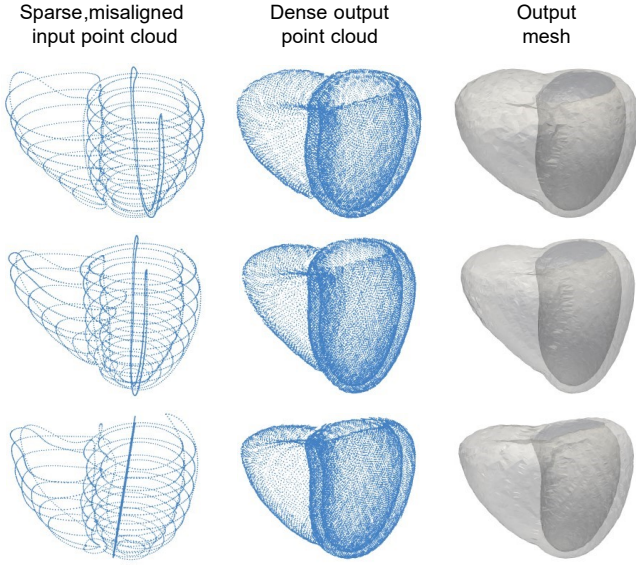 Sparse,misaligned
input point cloud
Dense output
point cloud
Output
mesh